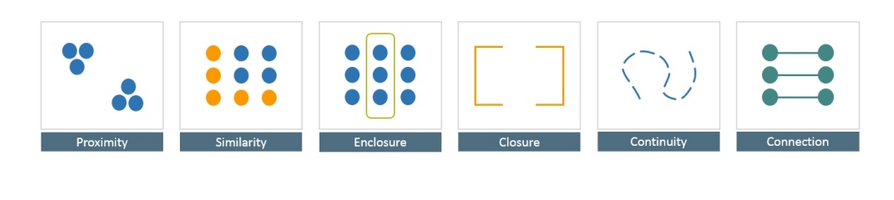 Proximity
Similarity
Enclosure
Closure
Continuity
Connection